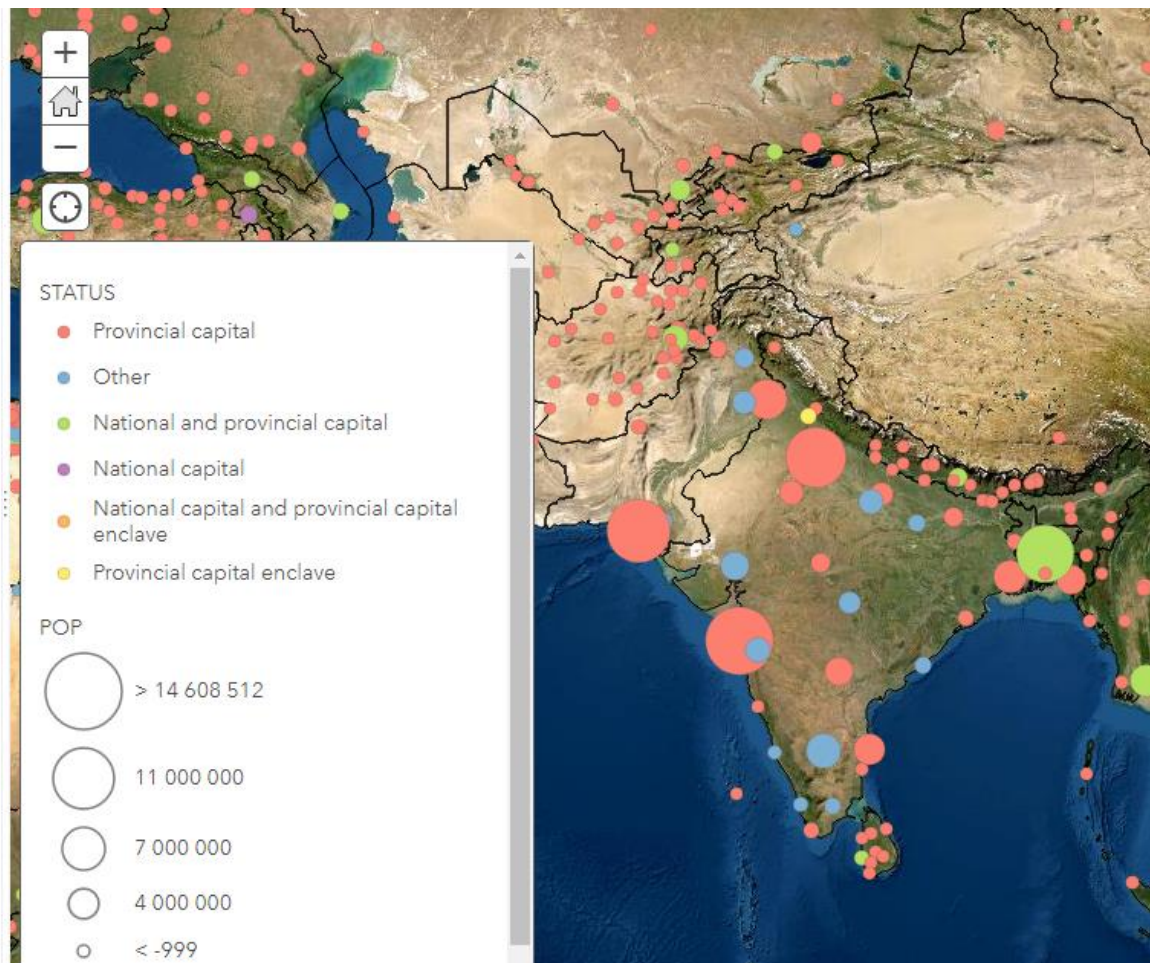 +
−
STATUS
Provincial capital
Other
National and provincial capital
National capital
National capital and provincial capital
enclave
Provincial capital enclave
POP
> 14 608 512
11 000 000
7 000 000
4 000 000
< -999